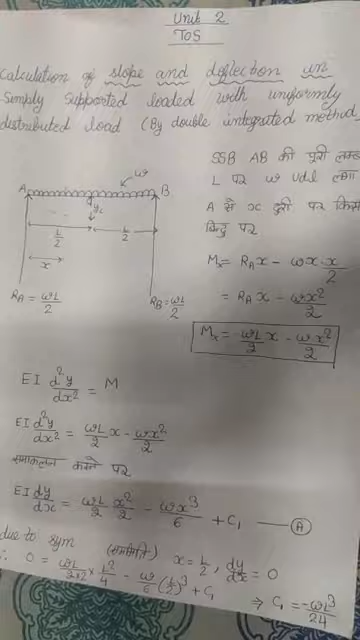 Unit 2
TOS
Calculation of slope and deflection in
Simply supported loaded with uniformly
distributed load (By double integrated method
SSB AB की पूरी लम्बा
L पर w Udl लगा
A से x दूरी पर किस
बिन्दु पर
w
A B
yc
L/2 L/2
x
RA = wL/2 RB = wL/2
Mx = RAx - wx.x/2
= RAx - wx²/2
Mx = -wL/2 x - wx²/2
EI d²y/dx² = M
EI d²y/dx² = wL/2 x - wx²/2
समाकलन करने पर
EI dy/dx = wL/2 x²/2 - wx³/6 + C₁ — (A)
due to sym (सममिति) x = L/2, dy/dx = 0
∴ 0 = wL/2×2 × L²/4 - w/6 (L/2)³ + C₁ ⇒ C₁ = -wL³/24